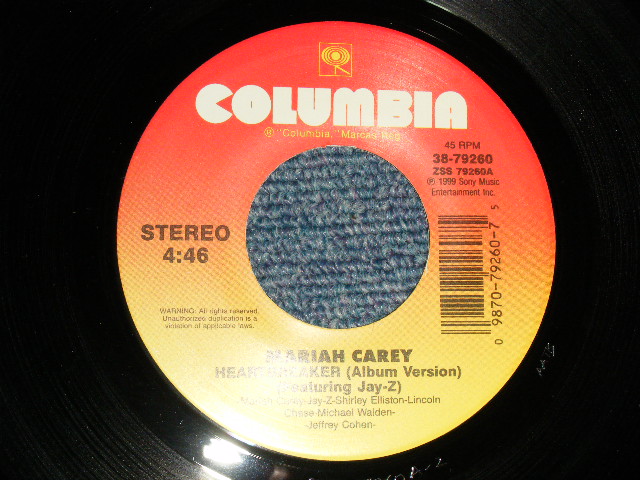 COLUMBIA
® "Columbia," Marcas Reg.
45 RPM
38-79260
ZSS 79260A
℗ 1999 Sony Music
Entertainment Inc.
STEREO
4:46
0 9870-79260-7 5
WARNING: All rights reserved.
Unauthorized duplication is a
violation of applicable laws.
MARIAH CAREY
HEARTBREAKER (Album Version)
(Featuring Jay-Z)
-Mariah Carey-Jay-Z-Shirley Elliston-Lincoln
Chase-Michael Walden-
-Jeffrey Cohen-